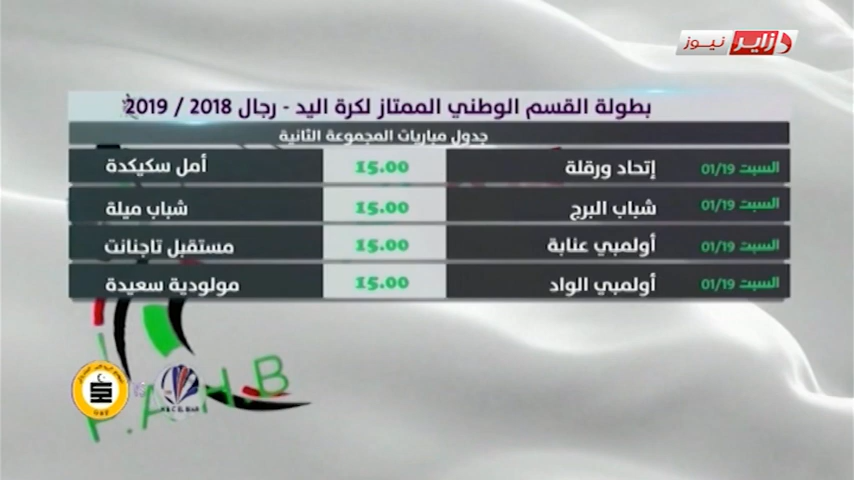 زاير نيوز
بطولة القسم الوطني الممتاز لكرة اليد - رجال 2018 / 2019
جدول مباريات المجموعة الثانية
السبت 01/19 إتحاد ورقلة 15.00 أمل سكيكدة
السبت 01/19 شباب البرج 15.00 شباب ميلة
السبت 01/19 أولمبي عنابة 15.00 مستقبل تاجنانت
السبت 01/19 أولمبي الواد 15.00 مولودية سعيدة
F.A.H.B